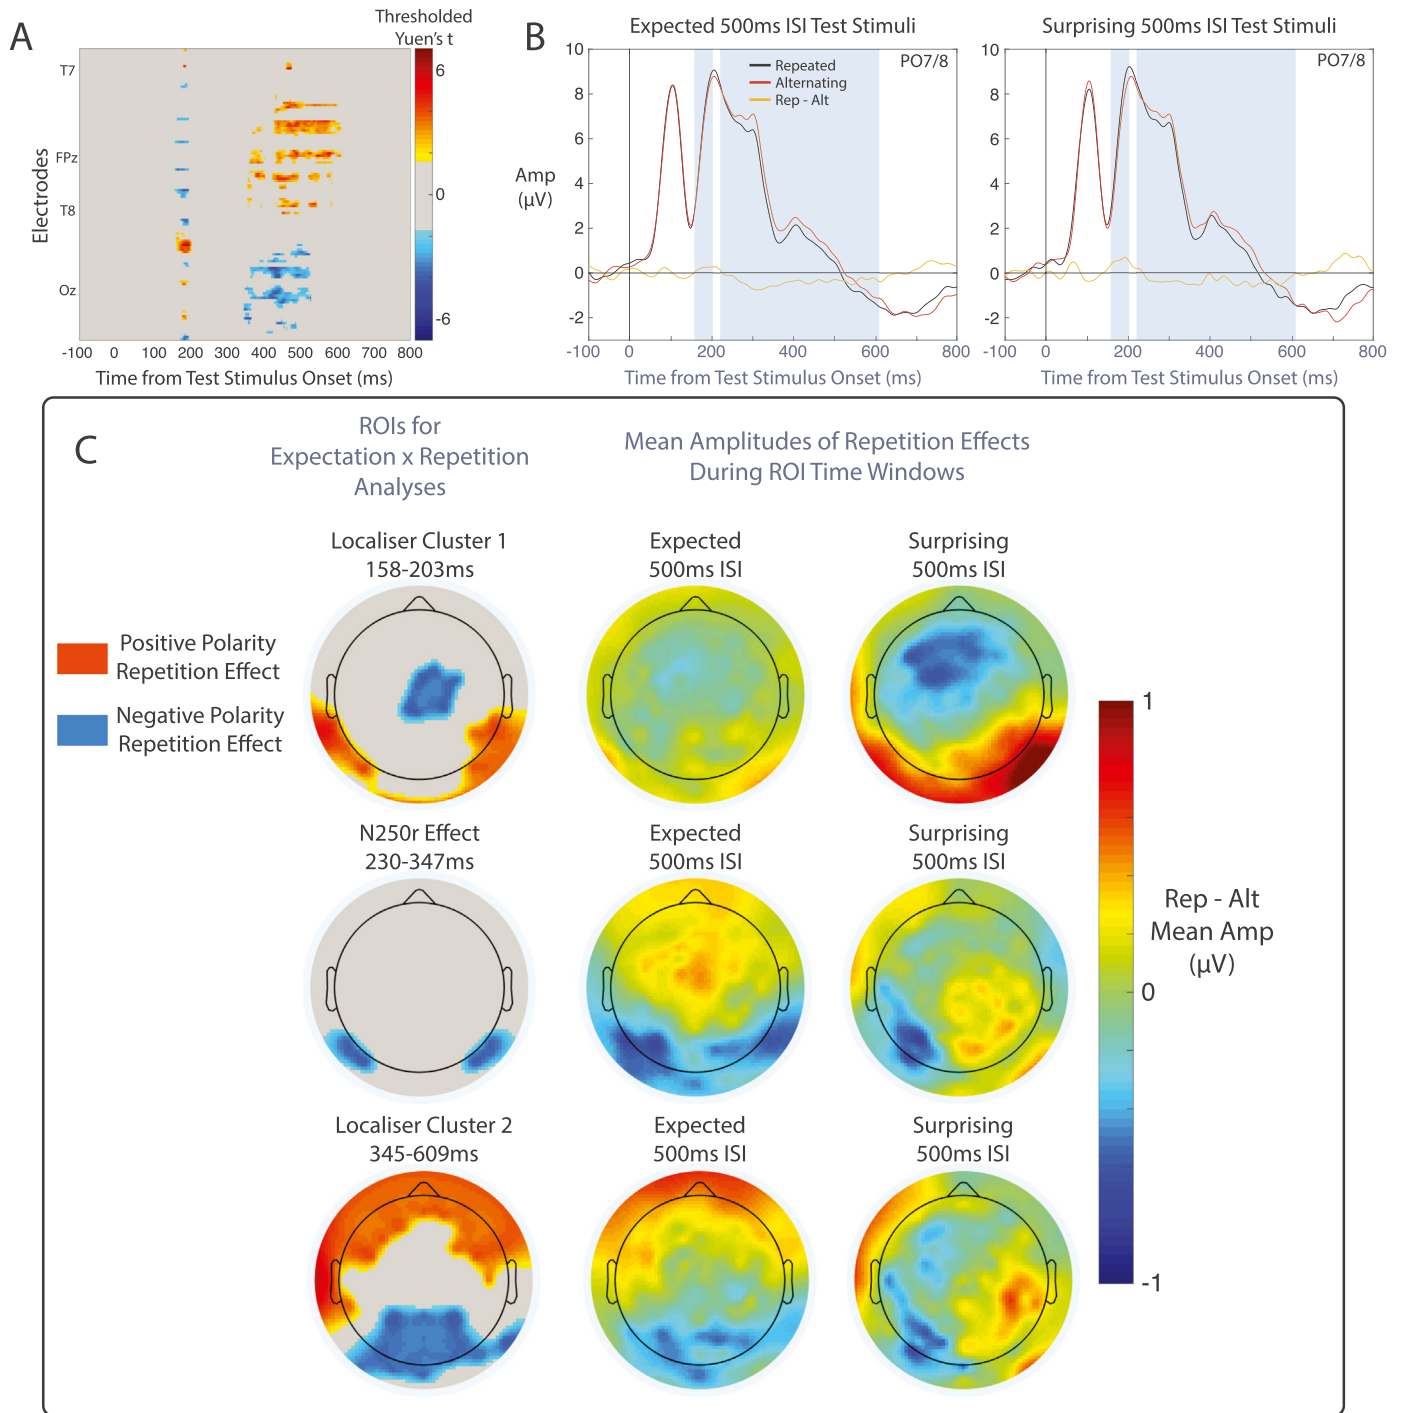 A
Thresholded
Yuen's t
6
0
-6
Electrodes
T7
FPz
T8
Oz
-100 0 100 200 300 400 500 600 700 800
Time from Test Stimulus Onset (ms)
B
Expected 500ms ISI Test Stimuli
PO7/8
Repeated
Alternating
Rep - Alt
Amp
(µV)
10
8
6
4
2
0
-2
-100 0 200 400 600 800
Time from Test Stimulus Onset (ms)
Surprising 500ms ISI Test Stimuli
PO7/8
10
8
6
4
2
0
-2
-100 0 200 400 600 800
Time from Test Stimulus Onset (ms)
C
ROIs for
Expectation x Repetition
Analyses
Mean Amplitudes of Repetition Effects
During ROI Time Windows
Positive Polarity
Repetition Effect
Negative Polarity
Repetition Effect
Localiser Cluster 1
158-203ms
Expected
500ms ISI
Surprising
500ms ISI
N250r Effect
230-347ms
Expected
500ms ISI
Surprising
500ms ISI
Localiser Cluster 2
345-609ms
Expected
500ms ISI
Surprising
500ms ISI
1
0
-1
Rep - Alt
Mean Amp
(µV)